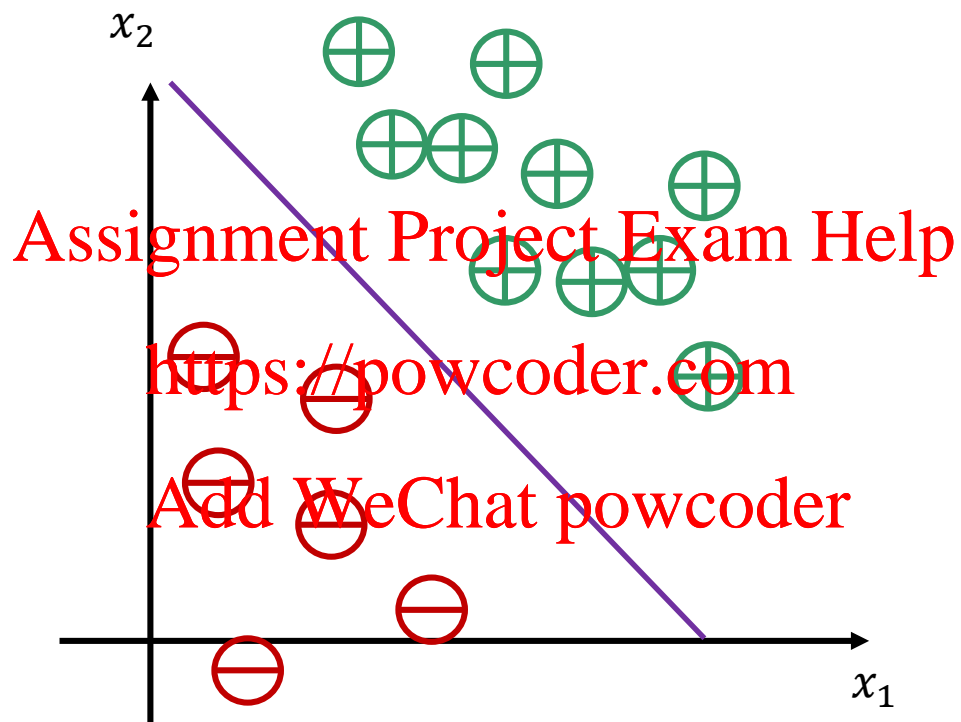 x₂
Assignment Project Exam Help
https://powcoder.com
Add WeChat powcoder
x₁